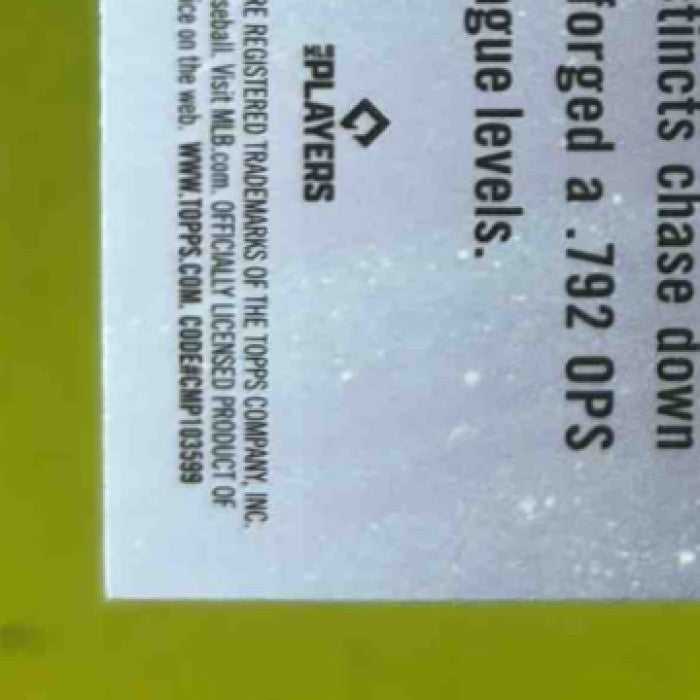 tincts chase down
forged a .792 OPS
gue levels.
THE PLAYERS
RE REGISTERED TRADEMARKS OF THE TOPPS COMPANY, INC.
seball. Visit MLB.com. OFFICIALLY LICENSED PRODUCT OF
ice on the web. WWW.TOPPS.COM. CODE#CMP103599